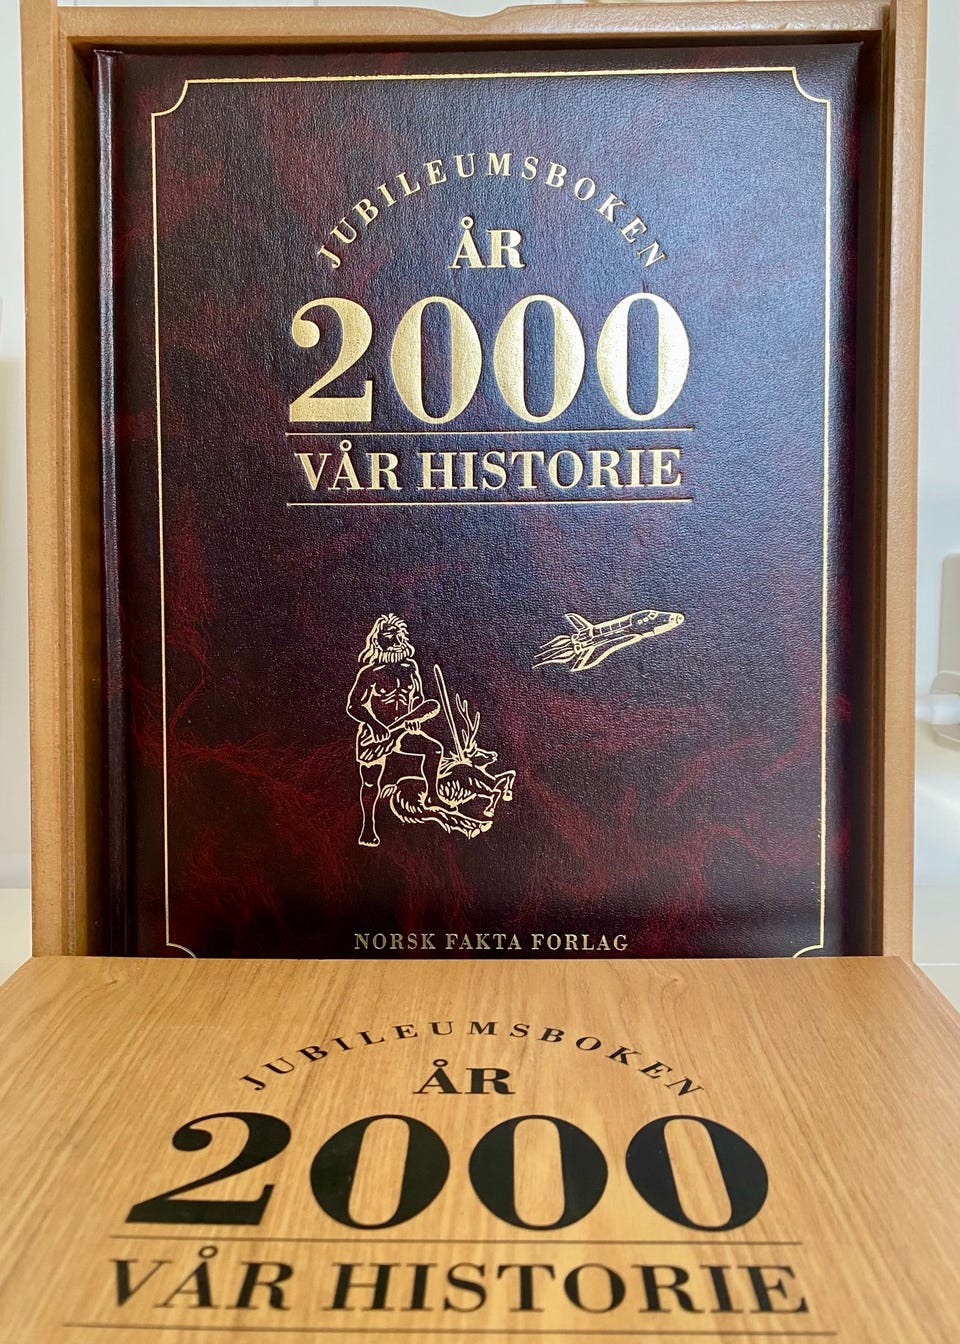 JUBILEUMSBOKEN
ÅR
2000
VÅR HISTORIE
NORSK FAKTA FORLAG
JUBILEUMSBOKEN
ÅR
2000
VÅR HISTORIE